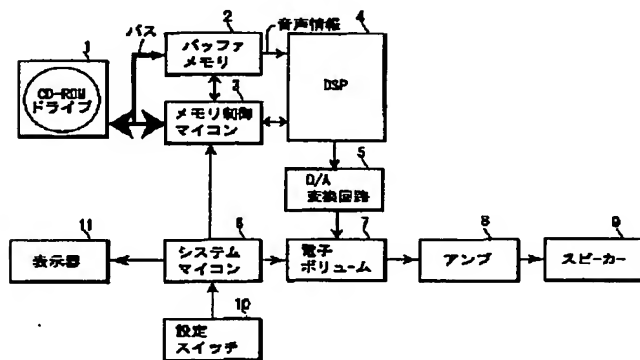 1
バス
2
音声情報
4
バッファ
メモリ
DSP
CD-ROM
ドライブ
3
メモリ制御
マイコン
5
D/A
変換回路
11
6
7
8
9
表示器
システム
マイコン
電子
ボリューム
アンプ
スピーカー
10
設定
スイッチ